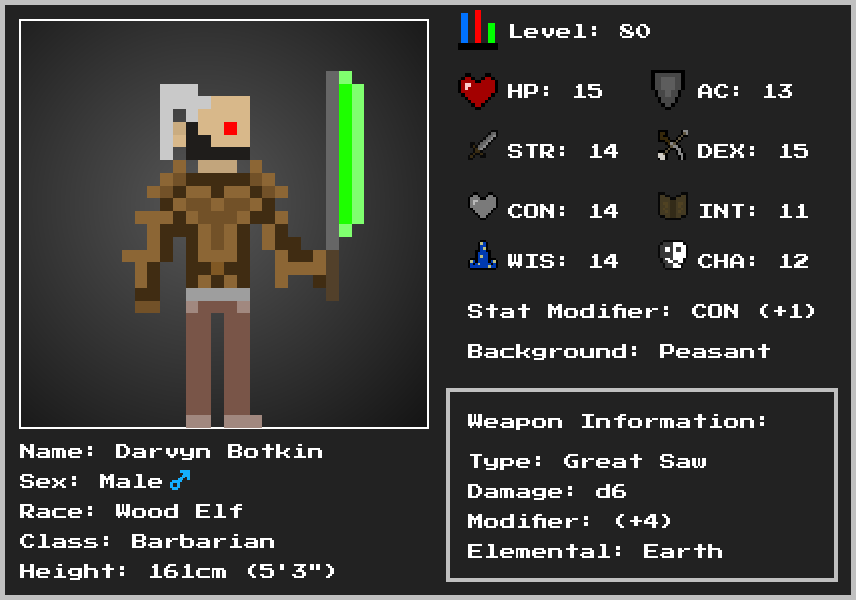 Level: 80
HP: 15 AC: 13
STR: 14 DEX: 15
CON: 14 INT: 11
WIS: 14 CHA: 12
Stat Modifier: CON (+1)
Background: Peasant
Weapon Information:
Type: Great Saw
Damage: d6
Modifier: (+4)
Elemental: Earth
Name: Darvyn Botkin
Sex: Male ♂
Race: Wood Elf
Class: Barbarian
Height: 161cm (5'3")